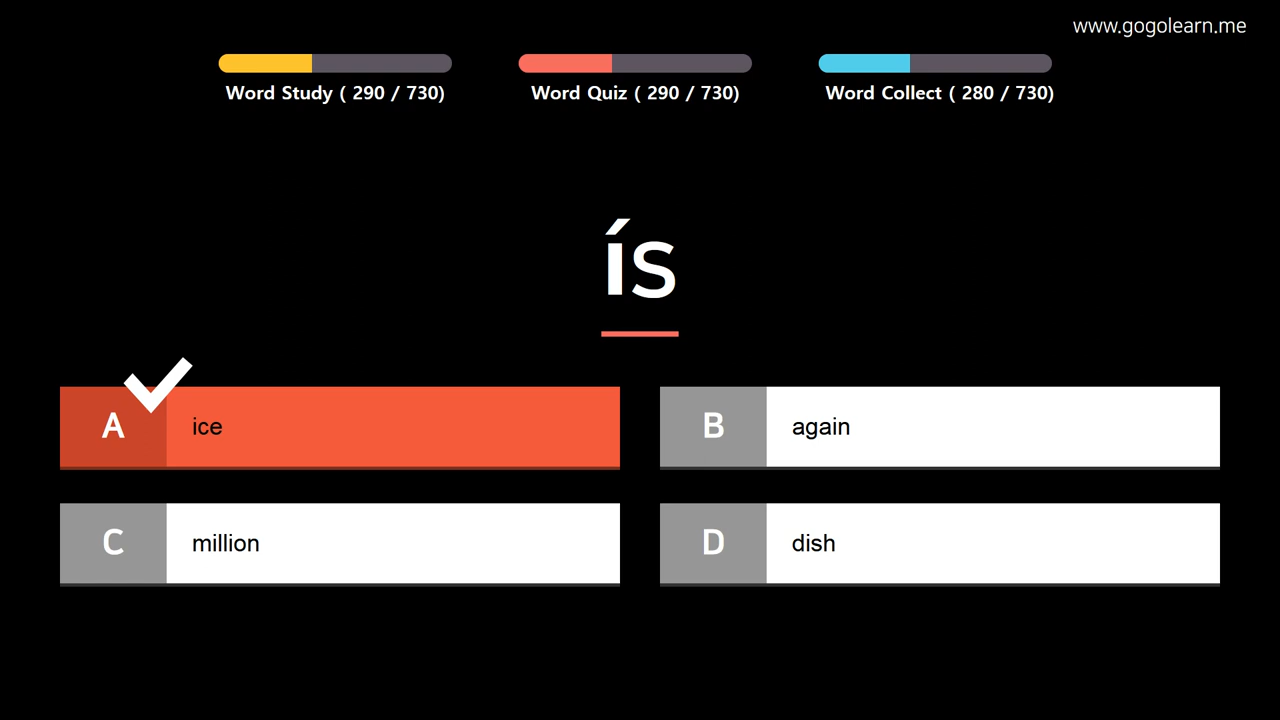 www.gogolearn.me
Word Study ( 290 / 730)
Word Quiz ( 290 / 730)
Word Collect ( 280 / 730)
ís
A ice
B again
C million
D dish